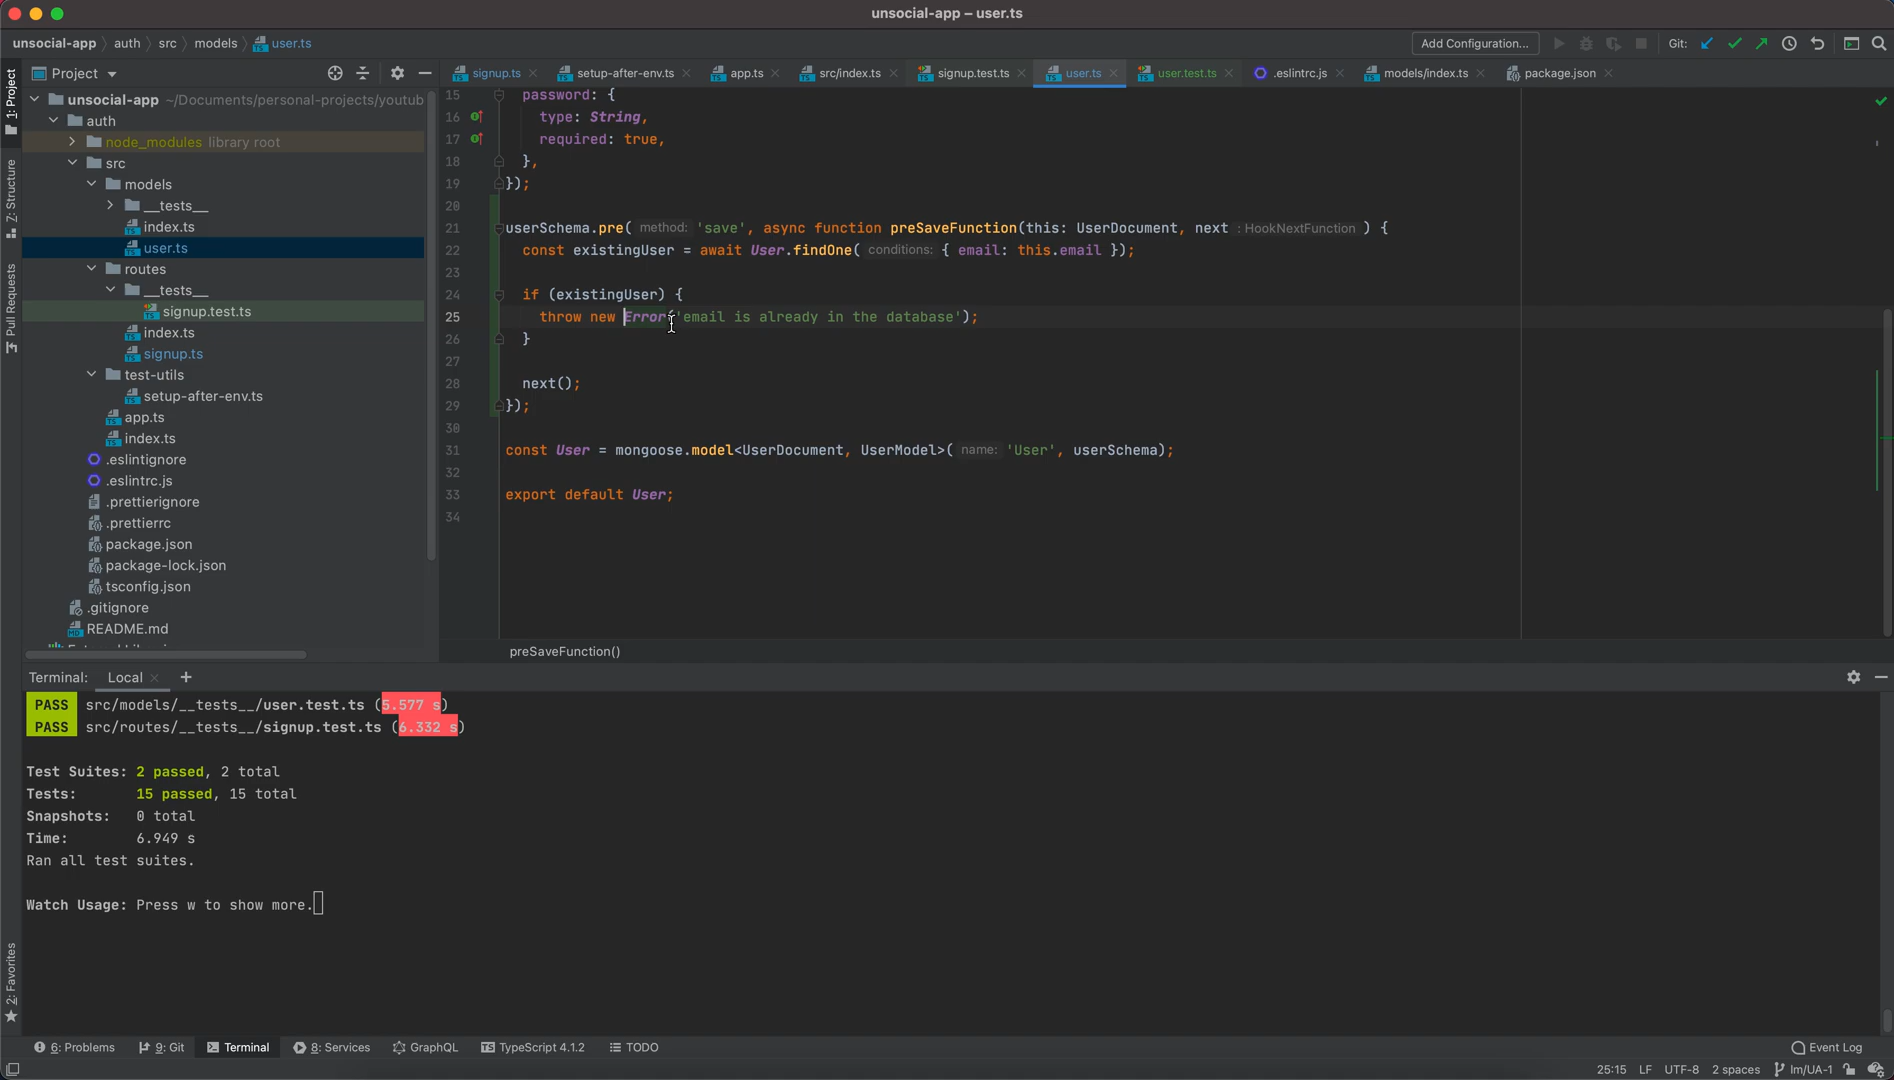 unsocial-app – user.ts
unsocial-app auth src models user.ts
Add Configuration...
Git:
1: Project
Z: Structure
Pull Requests
2: Favorites
Project
unsocial-app ~/Documents/personal-projects/youtub
auth
node_modules library root
src
models
__tests__
index.ts
user.ts
routes
__tests__
signup.test.ts
index.ts
signup.ts
test-utils
setup-after-env.ts
app.ts
index.ts
.eslintignore
.eslintrc.js
.prettierignore
.prettierrc
package.json
package-lock.json
tsconfig.json
.gitignore
README.md
signup.ts setup-after-env.ts app.ts src/index.ts signup.test.ts user.ts user.test.ts .eslintrc.js models/index.ts package.json
15 password: {
16 type: String,
17 required: true,
18 },
19 });
20
21 userSchema.pre( method: 'save', async function preSaveFunction(this: UserDocument, next : HookNextFunction ) {
22 const existingUser = await User.findOne( conditions: { email: this.email });
23
24 if (existingUser) {
25 throw new Error('email is already in the database');
26 }
27
28 next();
29 });
30
31 const User = mongoose.model<UserDocument, UserModel>( name: 'User', userSchema);
32
33 export default User;
34
preSaveFunction()
Terminal: Local +
PASS src/models/__tests__/user.test.ts (5.577 s)
PASS src/routes/__tests__/signup.test.ts (6.332 s)
Test Suites: 2 passed, 2 total
Tests: 15 passed, 15 total
Snapshots: 0 total
Time: 6.949 s
Ran all test suites.
Watch Usage: Press w to show more.
6: Problems 9: Git Terminal 8: Services GraphQL TypeScript 4.1.2 TODO Event Log
25:15 LF UTF-8 2 spaces lm/UA-1